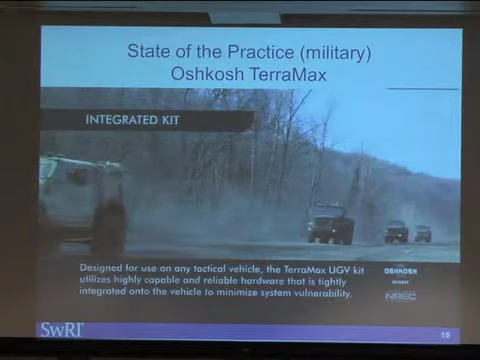 State of the Practice (military)
Oshkosh TerraMax
INTEGRATED KIT
Designed for use an any tactical vehicle, the TerraMax UGV kit
utilizes highly capable and reliable hardware that is tightly
integrated onto the vehicle to minimize system vulnerability.
OSHKOSH
DEFENSE
NREC
SwRI
19